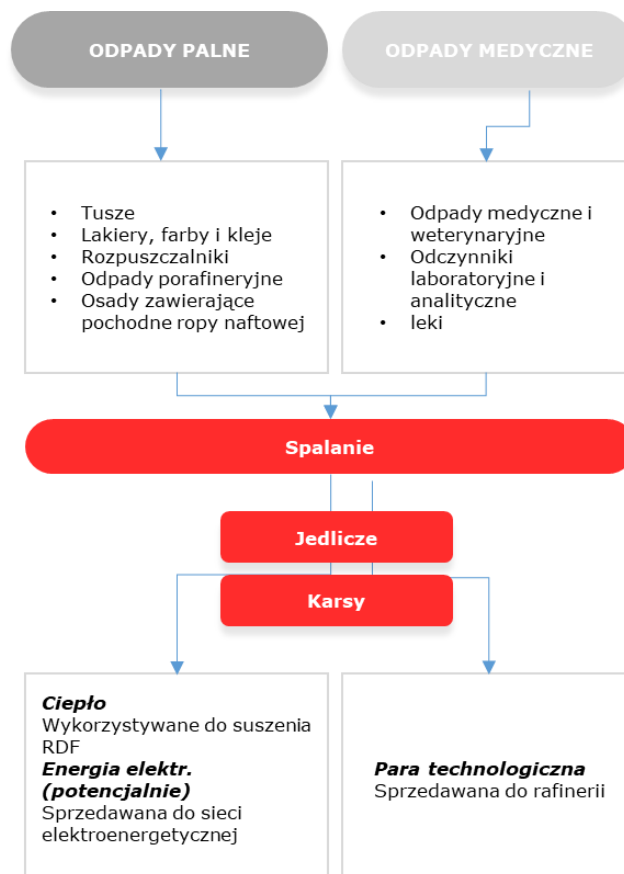 ODPADY PALNE
ODPADY MEDYCZNE
• Tusze
• Lakiery, farby i kleje
• Rozpuszczalniki
• Odpady porafineryjne
• Osady zawierające
pochodne ropy naftowej
• Odpady medyczne i
weterynaryjne
• Odczynniki
laboratoryjne i
analityczne
• leki
Spalanie
Jedlicze
Karsy
Ciepło
Wykorzystywane do suszenia
RDF
Energia elektr.
(potencjalnie)
Sprzedawana do sieci
elektroenergetycznej
Para technologiczna
Sprzedawana do rafinerii